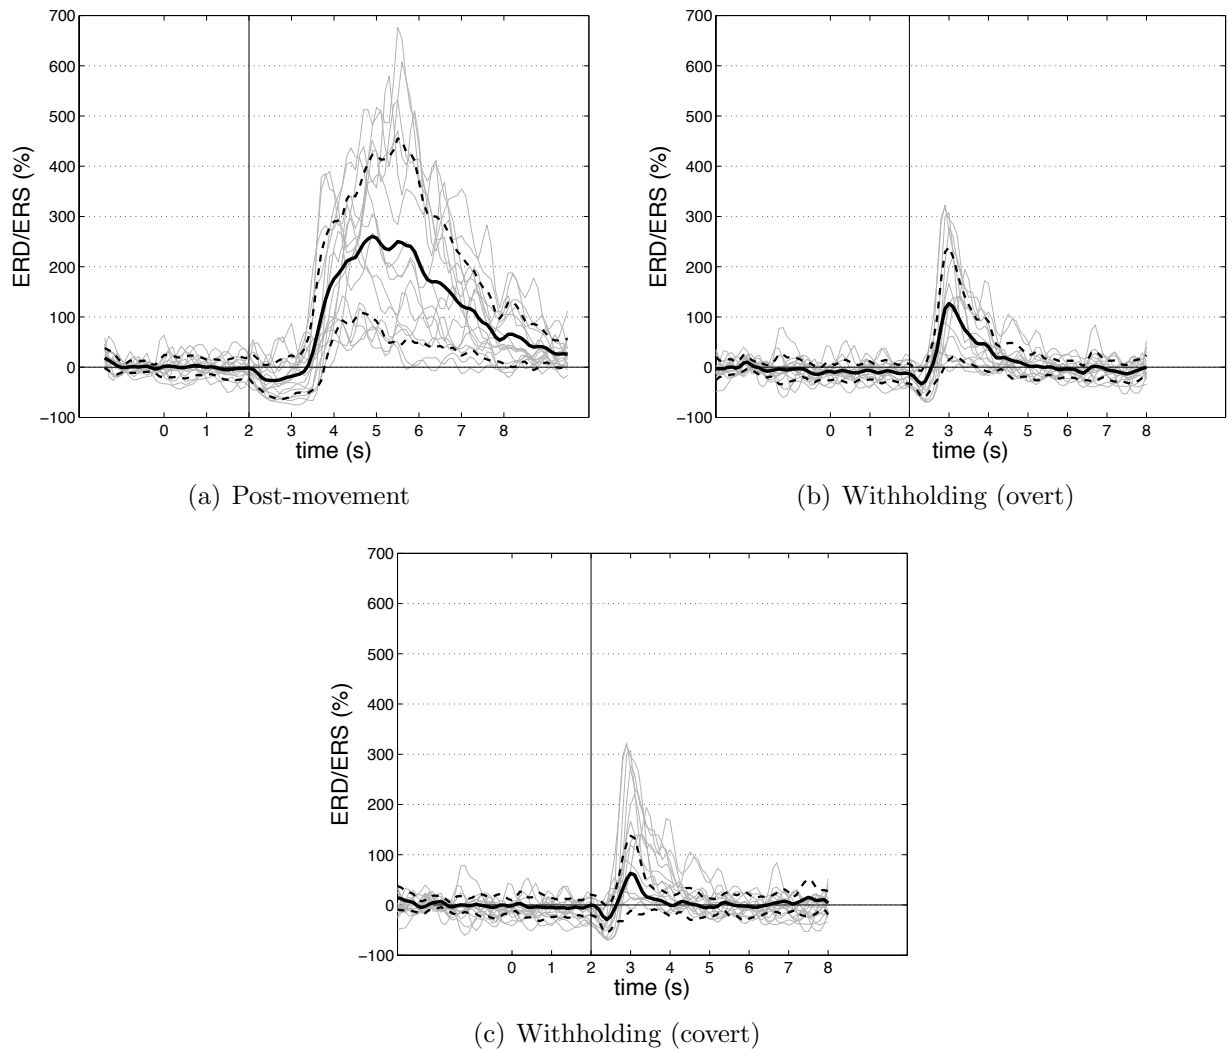 700
600
500
400
300
200
100
0
−100
ERD/ERS (%)
0 1 2 3 4 5 6 7 8
time (s)
(a) Post-movement
700
600
500
400
300
200
100
0
−100
ERD/ERS (%)
0 1 2 3 4 5 6 7 8
time (s)
(b) Withholding (overt)
700
600
500
400
300
200
100
0
−100
ERD/ERS (%)
0 1 2 3 4 5 6 7 8
time (s)
(c) Withholding (covert)